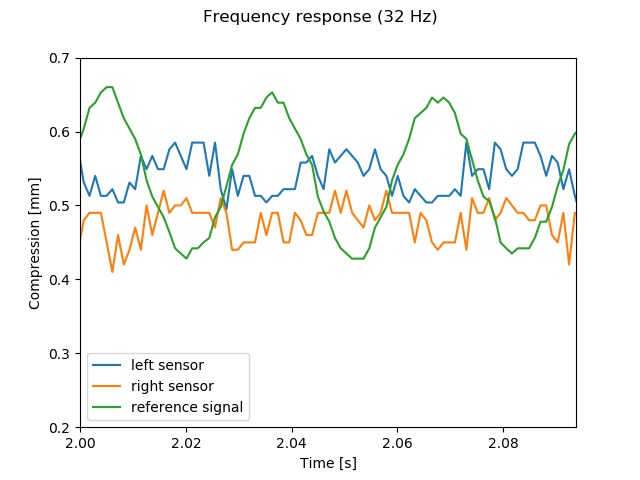 Frequency response (32 Hz)
0.7
0.6
0.5
0.4
0.3
0.2
Compression [mm]
left sensor
right sensor
reference signal
2.00 2.02 2.04 2.06 2.08
Time [s]